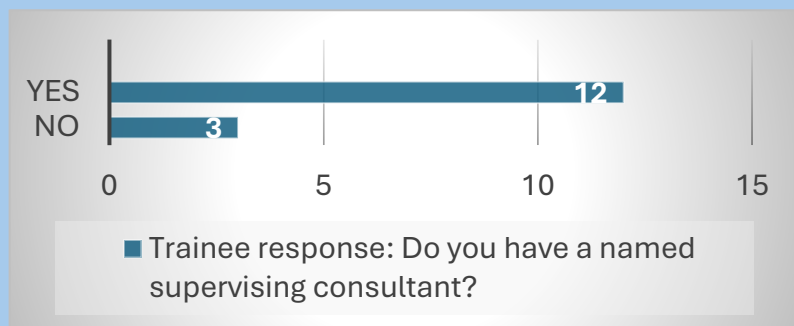 YES 12
NO 3
0 5 10 15
Trainee response: Do you have a named
supervising consultant?